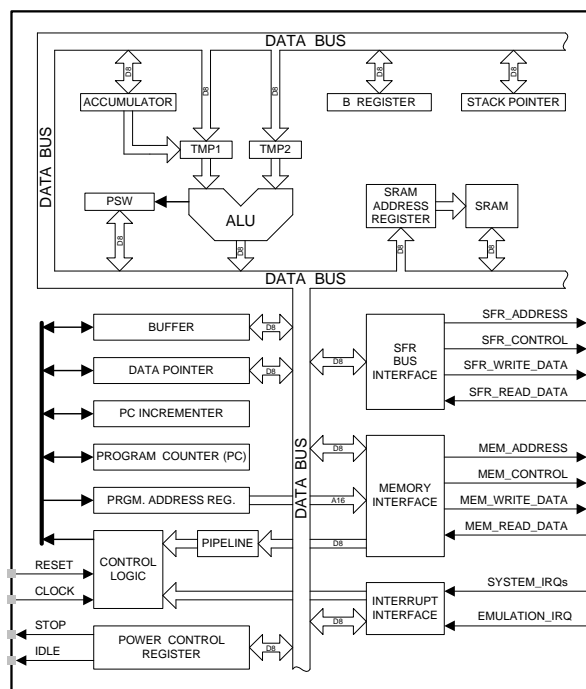 DATA BUS
D8
D8
D8
D8
D8
ACCUMULATOR
B REGISTER
STACK POINTER
DATA BUS
TMP1
TMP2
PSW
ALU
SRAM
ADDRESS
REGISTER
SRAM
D8
D8
D8
D8
DATA BUS
BUFFER
D8
DATA POINTER
D8
PC INCREMENTER
PROGRAM COUNTER (PC)
PRGM. ADDRESS REG.
A16
PIPELINE
D8
CONTROL
LOGIC
RESET
CLOCK
STOP
IDLE
POWER CONTROL
REGISTER
D8
DATA BUS
D8
SFR
BUS
INTERFACE
SFR_ADDRESS
SFR_CONTROL
SFR_WRITE_DATA
SFR_READ_DATA
D8
MEMORY
INTERFACE
MEM_ADDRESS
MEM_CONTROL
MEM_WRITE_DATA
MEM_READ_DATA
D8
INTERRUPT
INTERFACE
SYSTEM_IRQs
EMULATION_IRQ